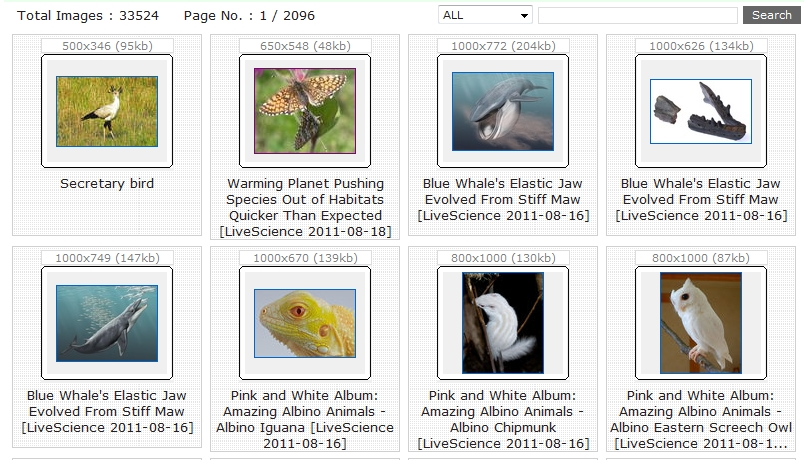 Total Images : 33524 Page No. : 1 / 2096 ALL Search
500x346 (95kb)
Secretary bird
650x548 (48kb)
Warming Planet Pushing
Species Out of Habitats
Quicker Than Expected
[LiveScience 2011-08-18]
1000x772 (204kb)
Blue Whale's Elastic Jaw
Evolved From Stiff Maw
[LiveScience 2011-08-16]
1000x626 (134kb)
Blue Whale's Elastic Jaw
Evolved From Stiff Maw
[LiveScience 2011-08-16]
1000x749 (147kb)
Blue Whale's Elastic Jaw
Evolved From Stiff Maw
[LiveScience 2011-08-16]
1000x670 (139kb)
Pink and White Album:
Amazing Albino Animals -
Albino Iguana [LiveScience
2011-08-16]
800x1000 (130kb)
Pink and White Album:
Amazing Albino Animals -
Albino Chipmunk
[LiveScience 2011-08-16]
800x1000 (87kb)
Pink and White Album:
Amazing Albino Animals -
Albino Eastern Screech Owl
[LiveScience 2011-08-1...